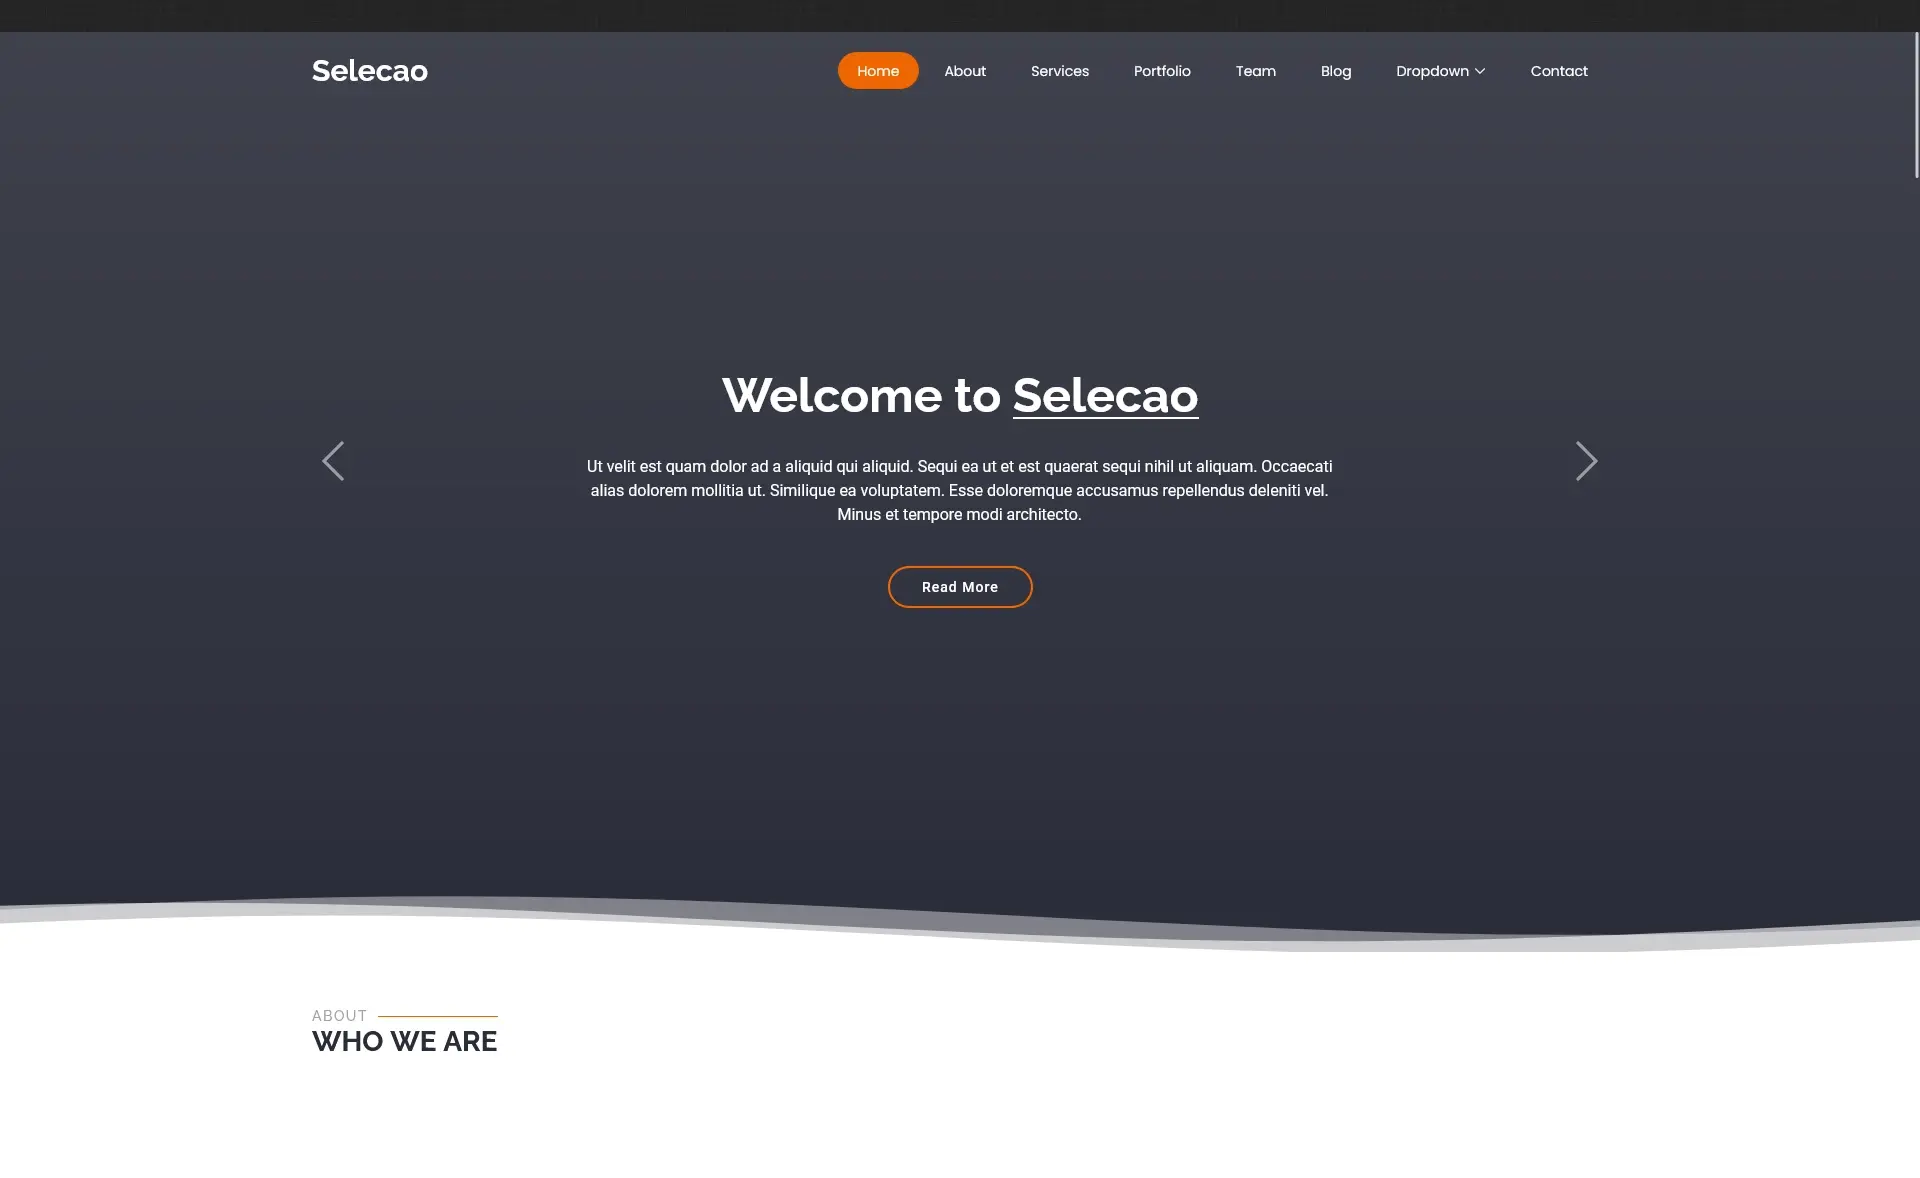 Selecao
Home About Services Portfolio Team Blog Dropdown Contact
Welcome to Selecao
Ut velit est quam dolor ad a aliquid qui aliquid. Sequi ea ut et est quaerat sequi nihil ut aliquam. Occaecati
alias dolorem mollitia ut. Similique ea voluptatem. Esse doloremque accusamus repellendus deleniti vel.
Minus et tempore modi architecto.
Read More
ABOUT
WHO WE ARE